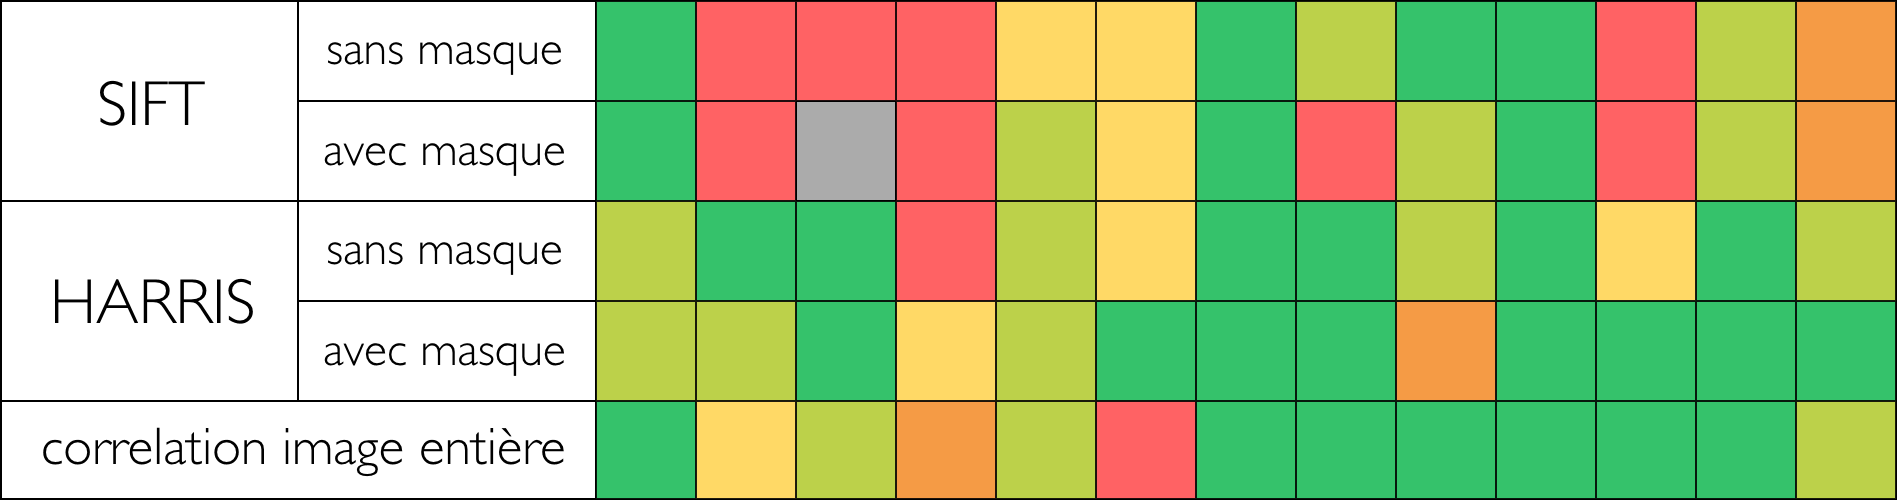 SIFT
sans masque
avec masque
HARRIS
sans masque
avec masque
correlation image entière